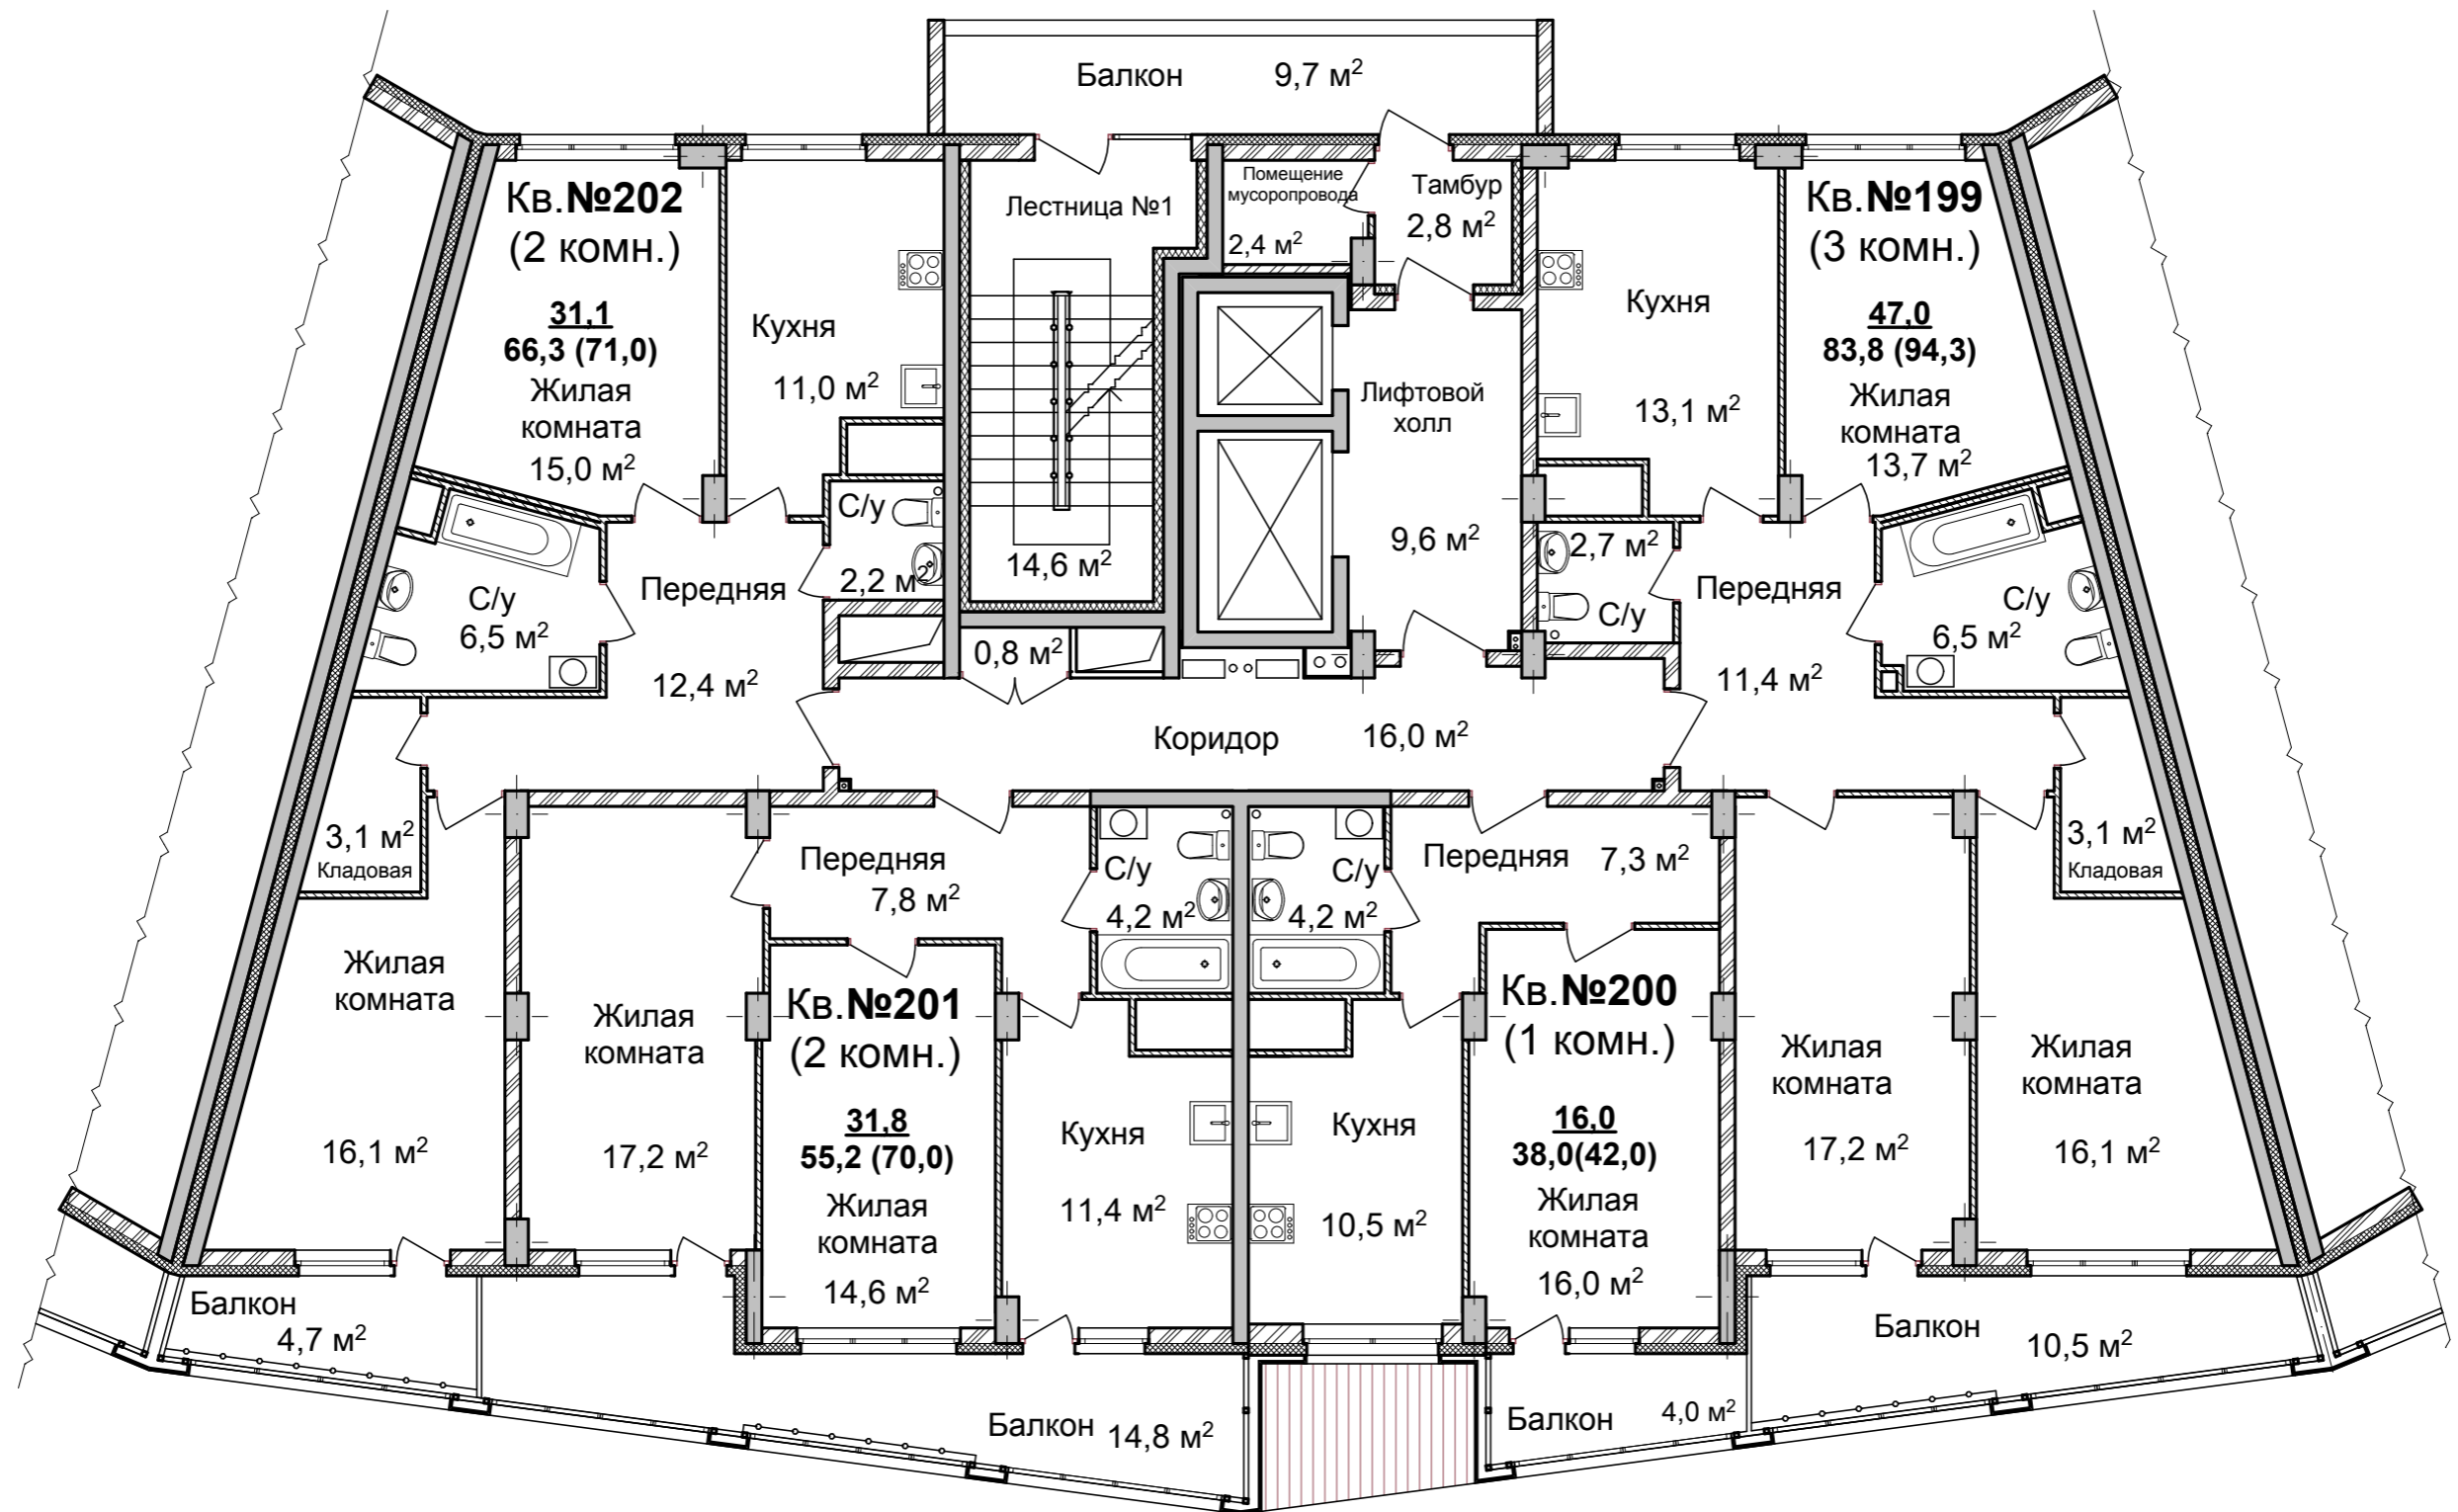 Балкон 9,7 м²
Кв.№202
(2 комн.)
31,1
66,3 (71,0)
Жилая
комната
15,0 м²
Кухня
11,0 м²
С/у
2,2 м²
Передняя
12,4 м²
С/у
6,5 м²
3,1 м²
Кладовая
Жилая
комната
16,1 м²
Балкон
4,7 м²
Лестница №1
14,6 м²
0,8 м²
Помещение
мусоропровода
2,4 м²
Тамбур
2,8 м²
Лифтовой
холл
9,6 м²
Коридор 16,0 м²
Кв.№199
(3 комн.)
47,0
83,8 (94,3)
Жилая
комната
13,7 м²
Кухня
13,1 м²
2,7 м²
С/у
Передняя
11,4 м²
С/у
6,5 м²
3,1 м²
Кладовая
Жилая
комната
17,2 м²
Жилая
комната
16,1 м²
Балкон
10,5 м²
Жилая
комната
17,2 м²
Передняя
7,8 м²
С/у
4,2 м²
Кв.№201
(2 комн.)
31,8
55,2 (70,0)
Жилая
комната
14,6 м²
Кухня
11,4 м²
Балкон 14,8 м²
С/у
4,2 м²
Передняя 7,3 м²
Кв.№200
(1 комн.)
16,0
38,0(42,0)
Жилая
комната
16,0 м²
Кухня
10,5 м²
Балкон 4,0 м²